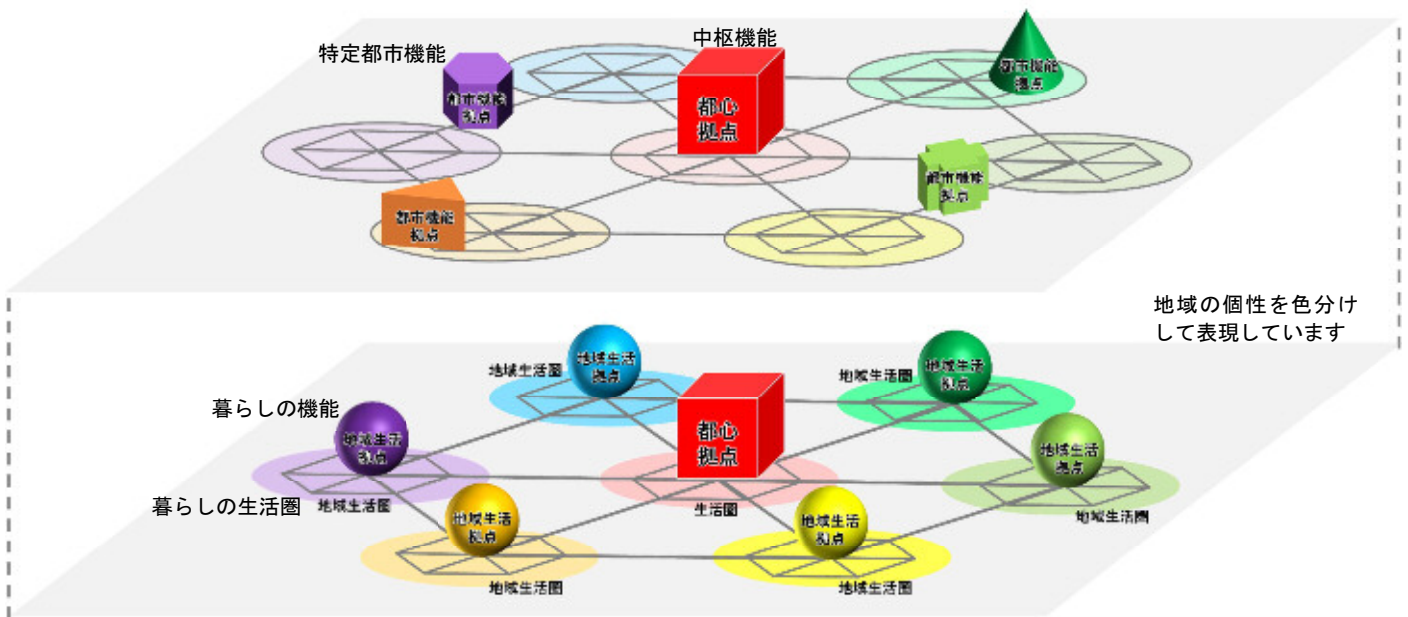 中枢機能
特定都市機能
都市機能
拠点
都市機能
拠点
都心
拠点
都市機能
拠点
都市機能
拠点
地域の個性を色分け
して表現しています
地域生活圏
地域生活
拠点
地域生活圏
地域生活
拠点
暮らしの機能
地域生活
拠点
都心
拠点
地域生活
拠点
暮らしの生活圏
地域生活圏
生活圏
地域生活圏
地域生活
拠点
地域生活
拠点
地域生活圏
地域生活圏